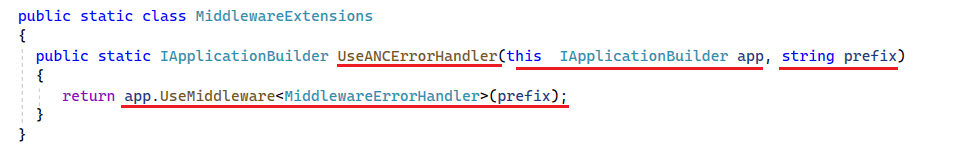 public static class MiddlewareExtensions
{
public static IApplicationBuilder UseANCErrorHandler(this  IApplicationBuilder app, string prefix)
{
return app.UseMiddleware<MiddlewareErrorHandler>(prefix);
}
}